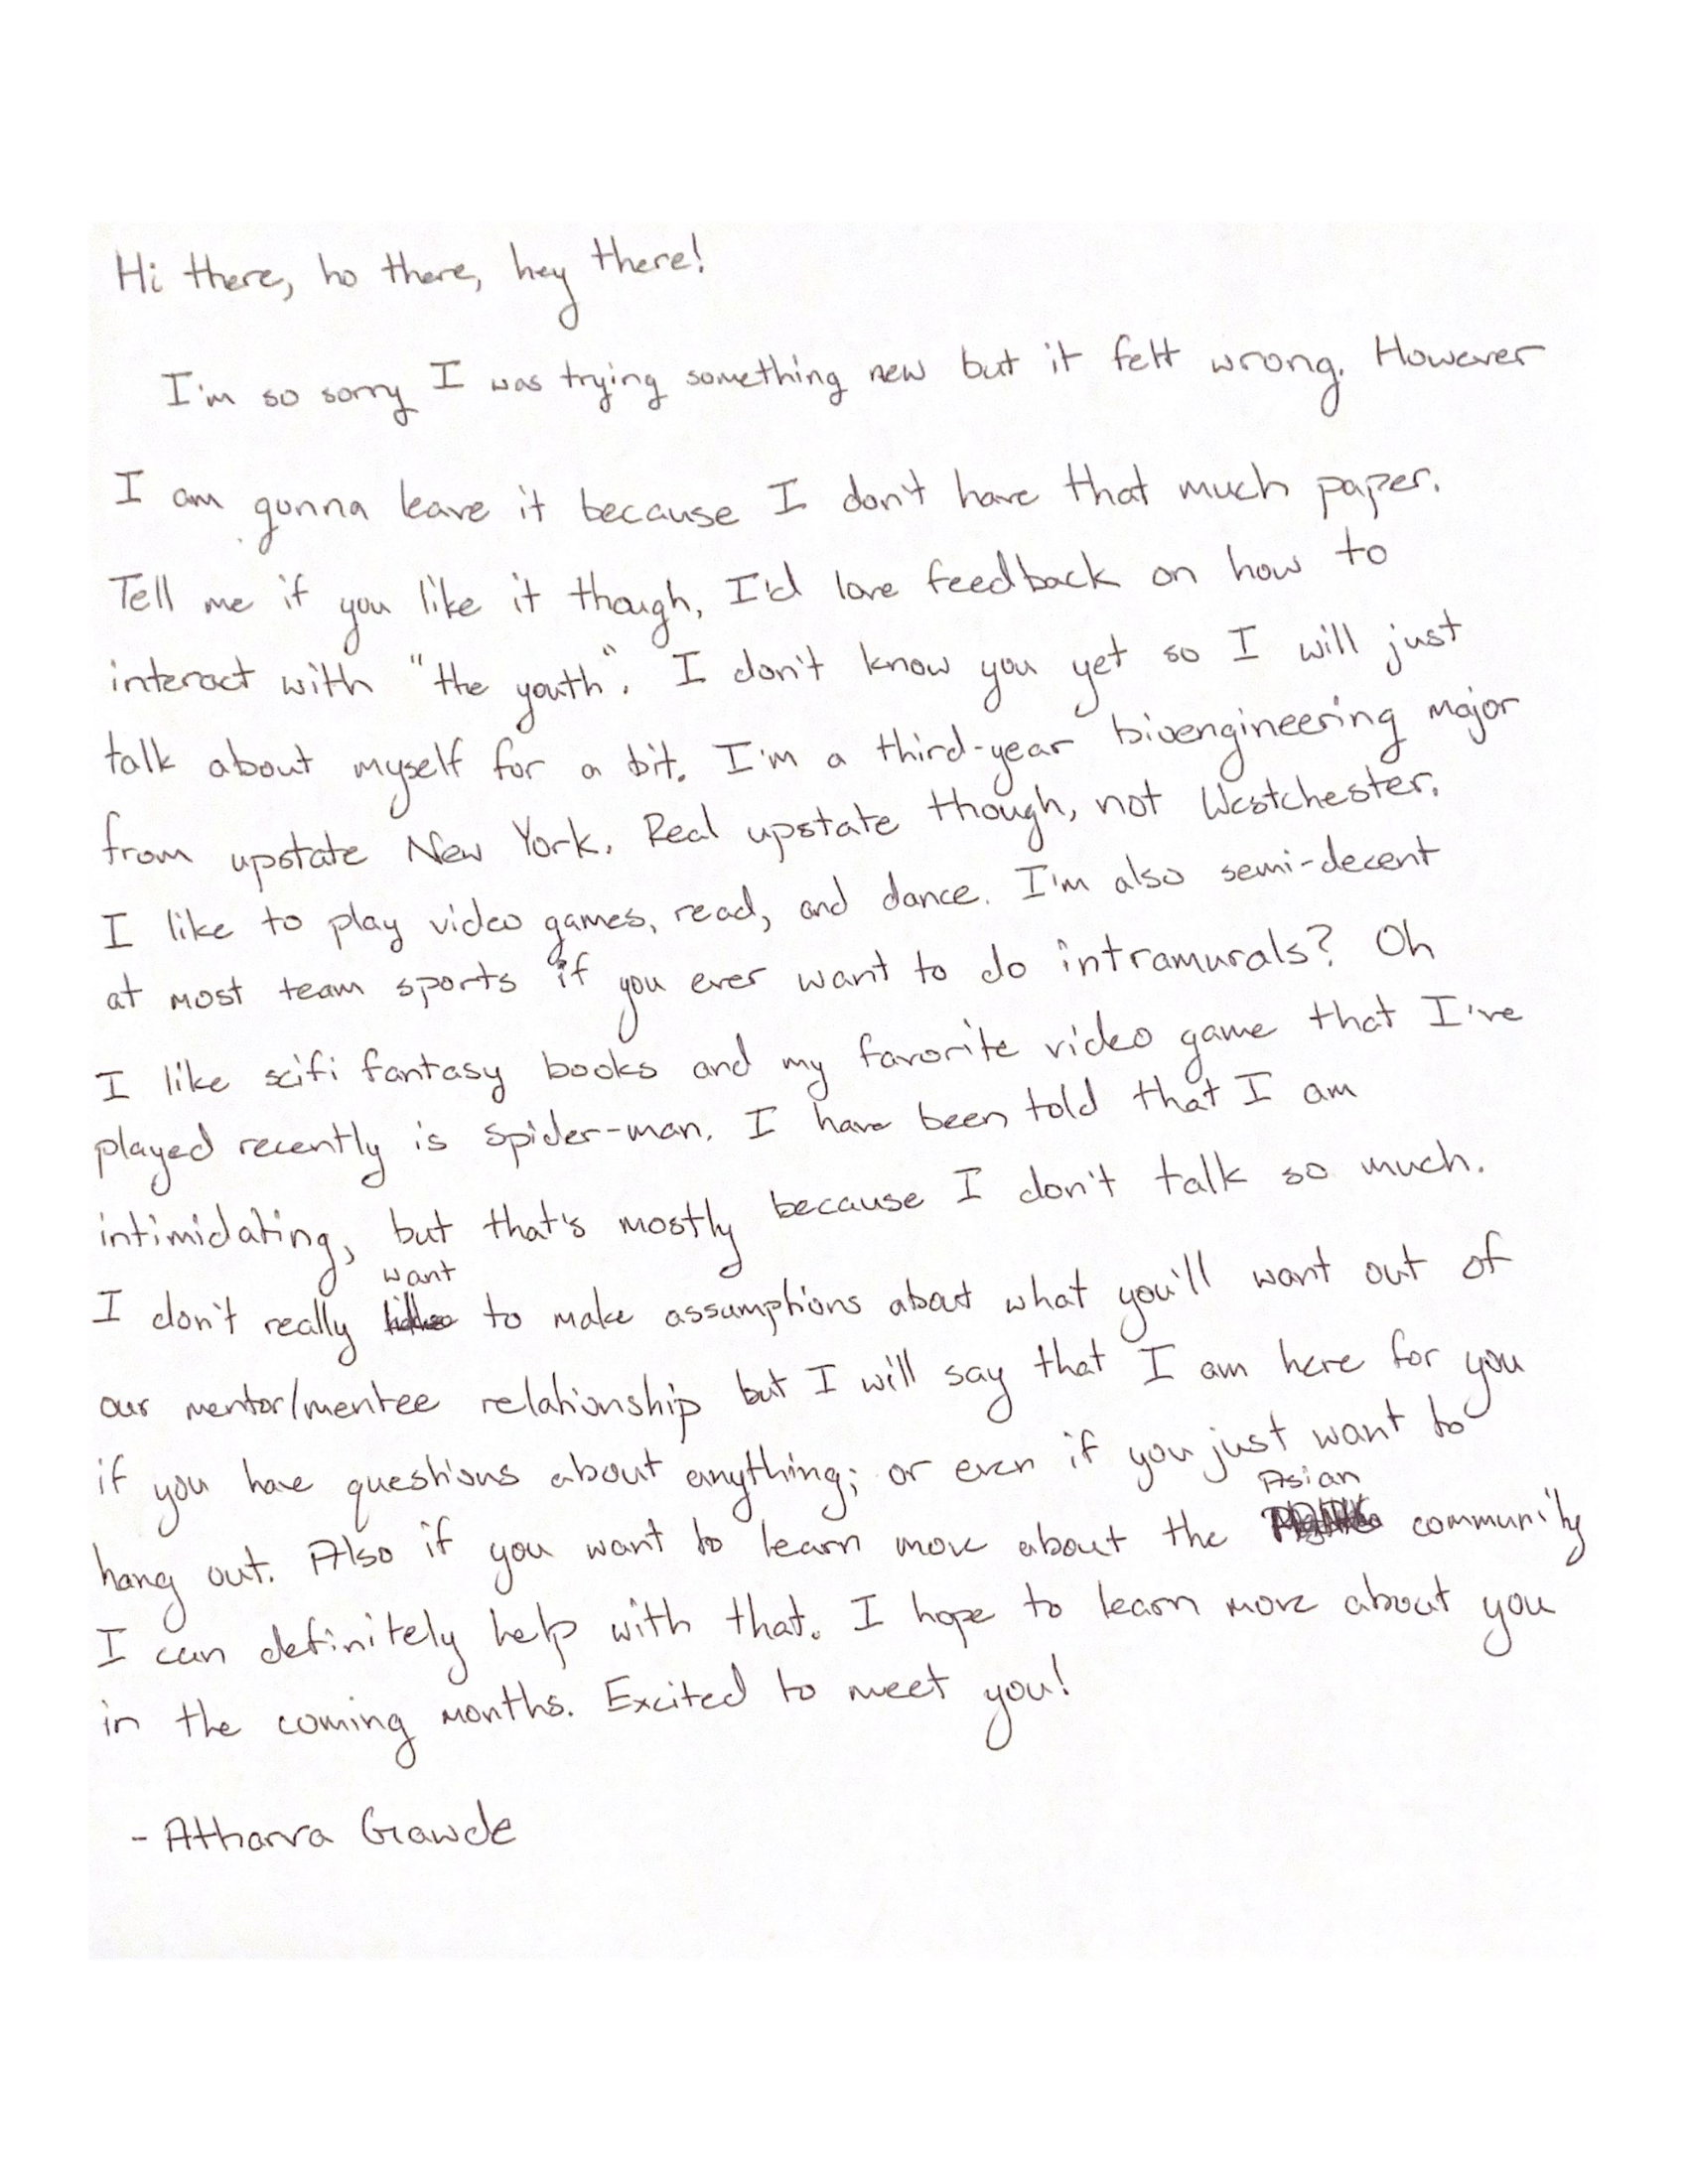 Hi there, ho there, hey there!
I'm so sorry I was trying something new but it felt wrong. However
I am gunna leave it because I don't have that much paper.
Tell me if you like it though, I'd love feedback on how to
interact with "the youth". I don't know you yet so I will just
talk about myself for a bit. I'm a third-year bioengineering major
from upstate New York. Real upstate though, not Westchester.
I like to play video games, read, and dance. I'm also semi-decent
at most team sports if you ever want to do intramurals? Oh
I like scifi fantasy books and my favorite video game that I've
played recently is Spider-man. I have been told that I am
intimidating, but that's mostly because I don't talk so much.
I don't really want to make assumptions about what you'll want out of
our mentor/mentee relationship but I will say that I am here for you
if you have questions about anything; or even if you just want to
hang out. Also if you want to learn more about the Asian community
I can definitely help with that. I hope to learn more about you
in the coming months. Excited to meet you!
- Atharva Gawde